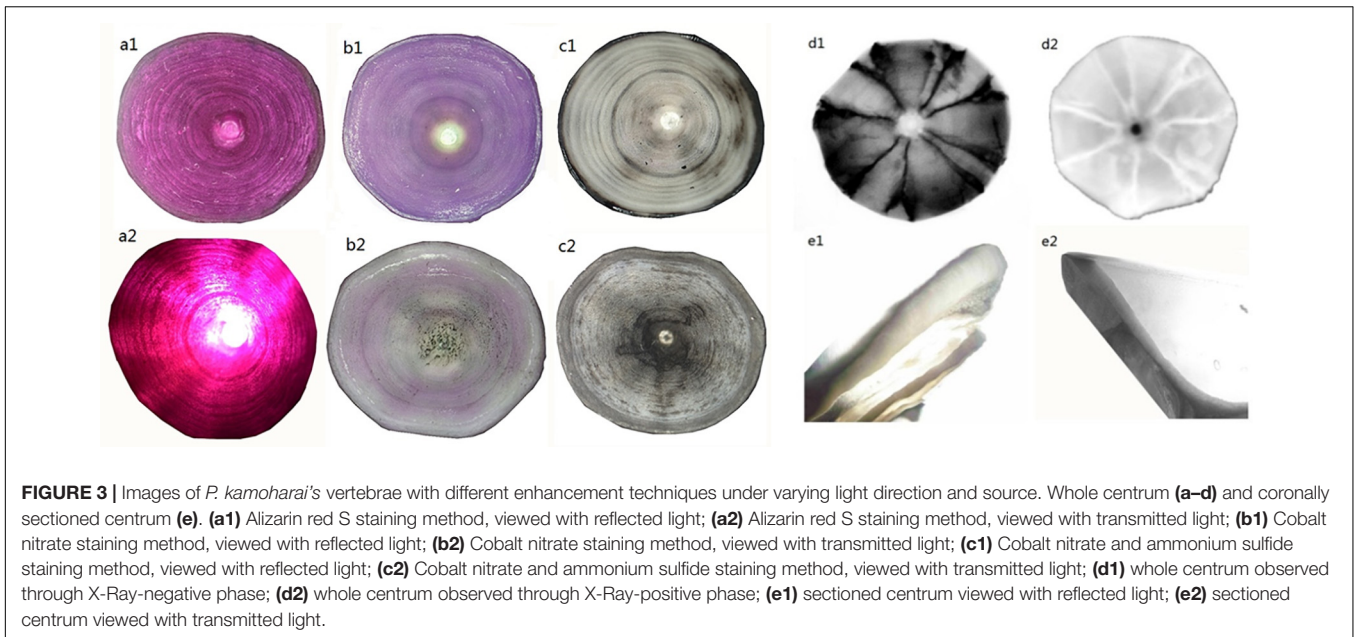 a1
b1
c1
d1
d2
a2
b2
c2
e1
e2
FIGURE 3 | Images of P. kamoharai's vertebrae with different enhancement techniques under varying light direction and source. Whole centrum (a–d) and coronally
sectioned centrum (e). (a1) Alizarin red S staining method, viewed with reflected light; (a2) Alizarin red S staining method, viewed with transmitted light; (b1) Cobalt
nitrate staining method, viewed with reflected light; (b2) Cobalt nitrate staining method, viewed with transmitted light; (c1) Cobalt nitrate and ammonium sulfide
staining method, viewed with reflected light; (c2) Cobalt nitrate and ammonium sulfide staining method, viewed with transmitted light; (d1) whole centrum observed
through X-Ray-negative phase; (d2) whole centrum observed through X-Ray-positive phase; (e1) sectioned centrum viewed with reflected light; (e2) sectioned
centrum viewed with transmitted light.